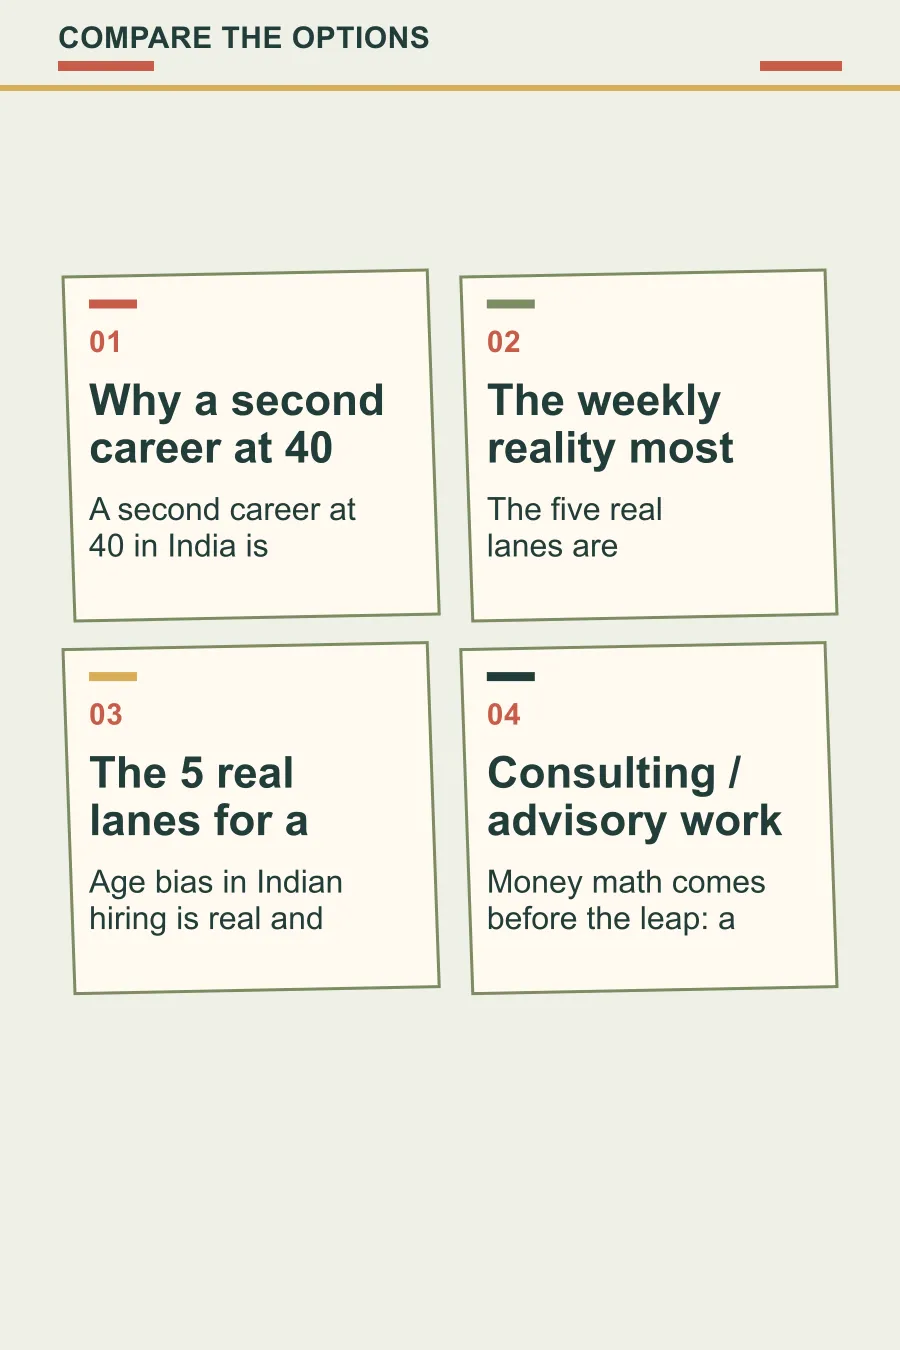 COMPARE THE OPTIONS
01
Why a second
career at 40
A second career at
40 in India is
02
The weekly
reality most
The five real
lanes are
03
The 5 real
lanes for a
Age bias in Indian
hiring is real and
04
Consulting /
advisory work
Money math comes
before the leap: a